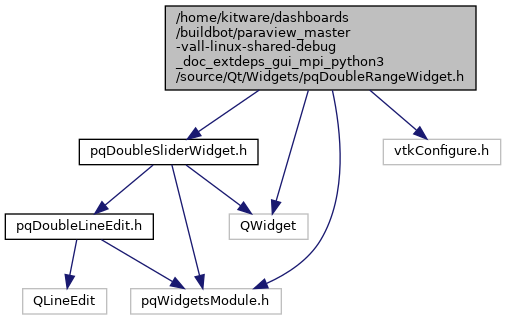 /home/kitware/dashboards
/buildbot/paraview_master
-vall-linux-shared-debug
_doc_extdeps_gui_mpi_python3
/source/Qt/Widgets/pqDoubleRangeWidget.h
pqDoubleSliderWidget.h
vtkConfigure.h
pqDoubleLineEdit.h
QWidget
QLineEdit
pqWidgetsModule.h